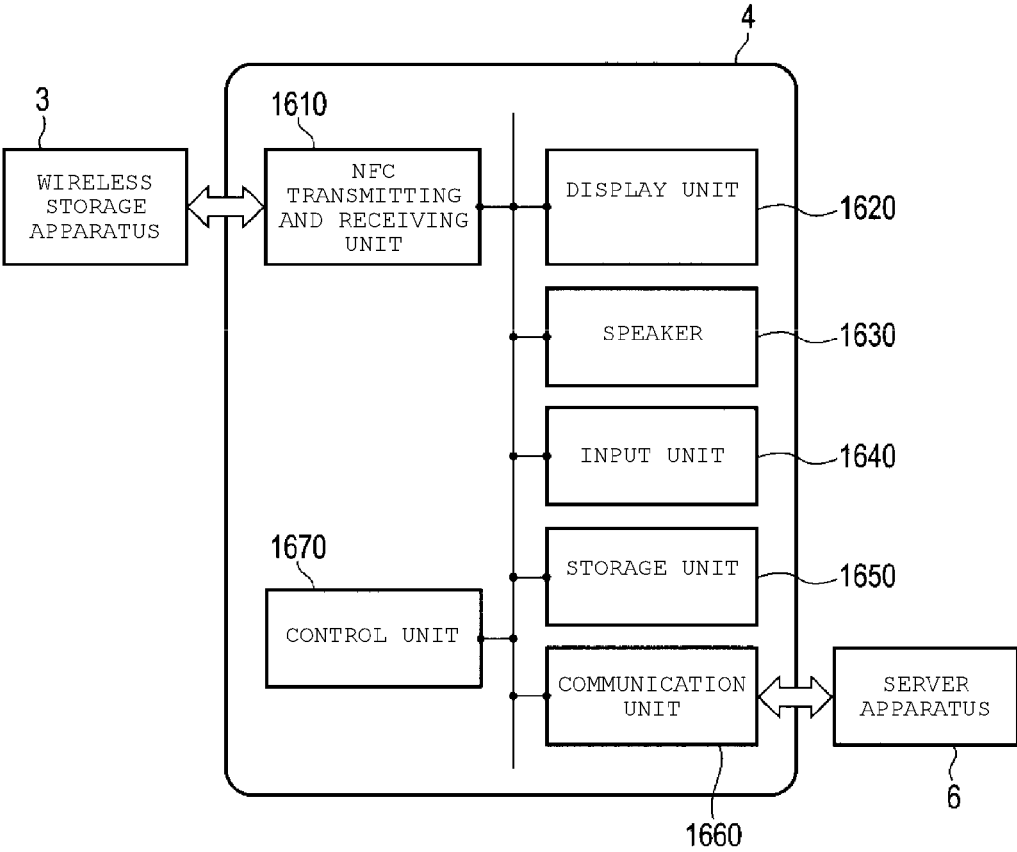 4
3
1610
WIRELESS
STORAGE
APPARATUS
NFC
TRANSMITTING
AND RECEIVING
UNIT
DISPLAY UNIT
1620
SPEAKER
1630
INPUT UNIT
1640
1670
CONTROL UNIT
STORAGE UNIT
1650
COMMUNICATION
UNIT
SERVER
APPARATUS
1660
6